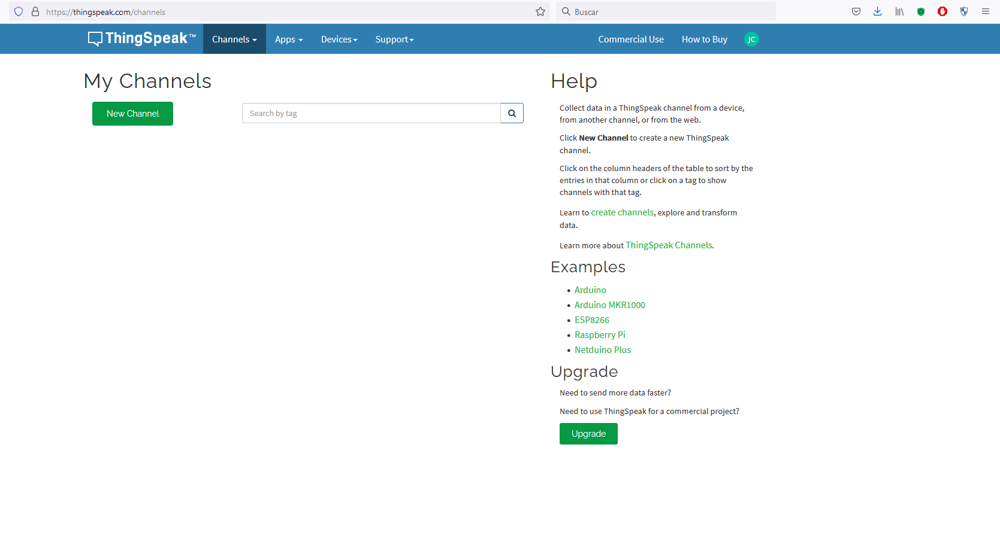 https://thingspeak.com/channels
Buscar
ThingSpeak™
Channels
Apps
Devices
Support
Commercial Use
How to Buy
JC
My Channels
New Channel
Search by tag
Help
Collect data in a ThingSpeak channel from a device,
from another channel, or from the web.
Click New Channel to create a new ThingSpeak
channel.
Click on the column headers of the table to sort by the
entries in that column or click on a tag to show
channels with that tag.
Learn to create channels, explore and transform
data.
Learn more about ThingSpeak Channels.
Examples
Arduino
Arduino MKR1000
ESP8266
Raspberry Pi
Netduino Plus
Upgrade
Need to send more data faster?
Need to use ThingSpeak for a commercial project?
Upgrade